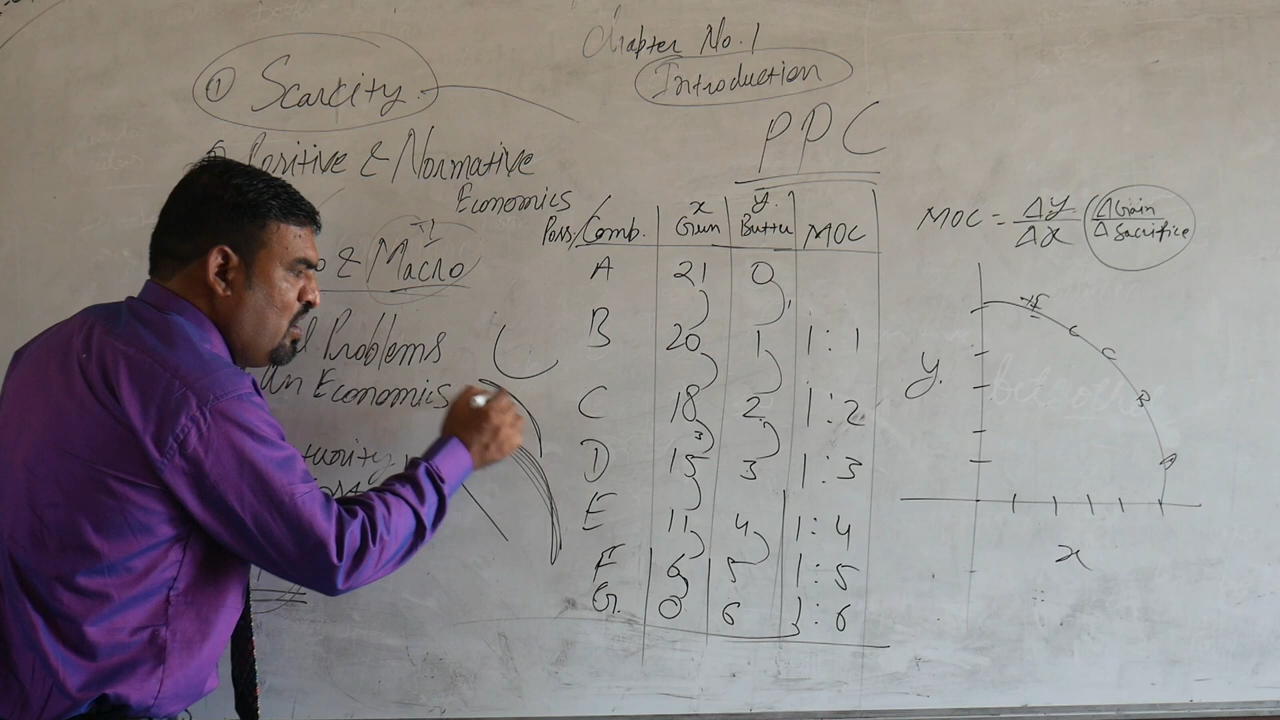 Chapter No. 1
Introduction
① Scarcity
PPC
Positive & Normative
Economics
& Macro
Problems
in Economics
Poss/Comb. x Gun y Butter MOC
A 21 0
B 20 1 1:1
C 18 2 1:2
D 15 3 1:3
E 11 4 1:4
F 6 5 1:5
G. 0 6 1:6
MOC = Δy/Δx (ΔGain/ΔSacrifice)
y.
C
C
B
A
x